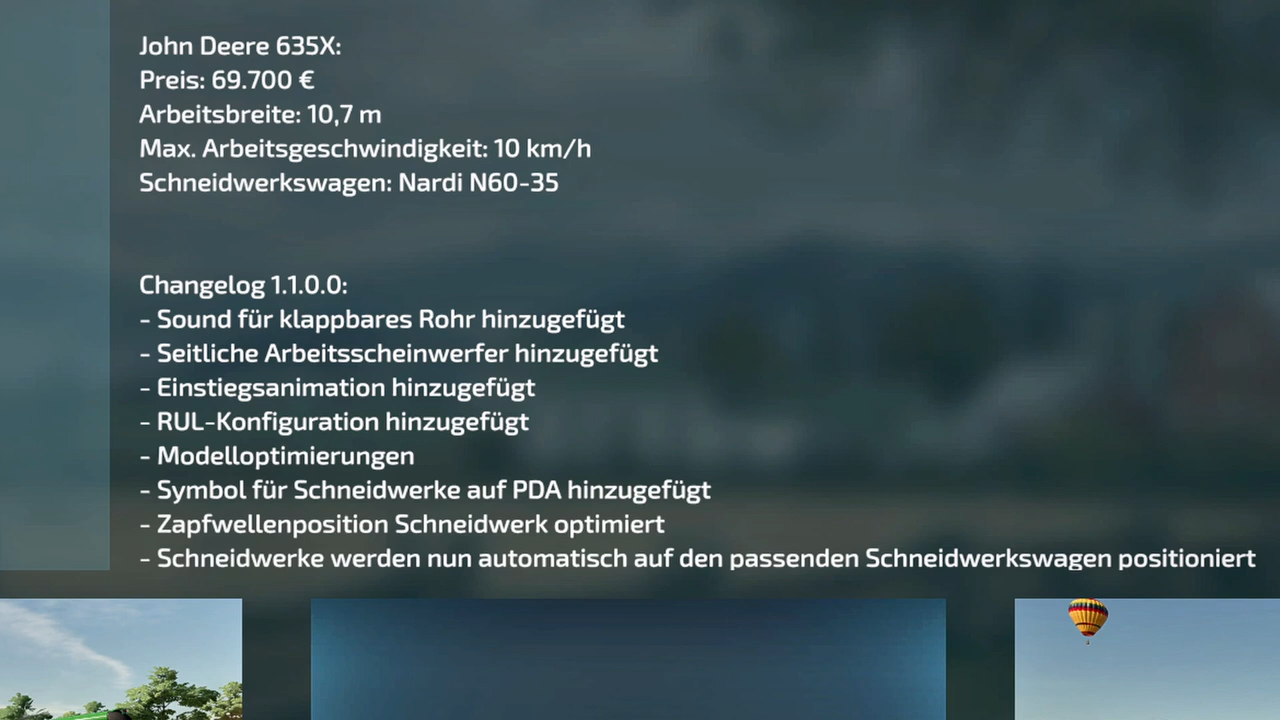 John Deere 635X:
Preis: 69.700 €
Arbeitsbreite: 10,7 m
Max. Arbeitsgeschwindigkeit: 10 km/h
Schneidwerkswagen: Nardi N60-35
Changelog 1.1.0.0:
- Sound für klappbares Rohr hinzugefügt
- Seitliche Arbeitsscheinwerfer hinzugefügt
- Einstiegsanimation hinzugefügt
- RUL-Konfiguration hinzugefügt
- Modelloptimierungen
- Symbol für Schneidwerke auf PDA hinzugefügt
- Zapfwellenposition Schneidwerk optimiert
- Schneidwerke werden nun automatisch auf den passenden Schneidwerkswagen positioniert